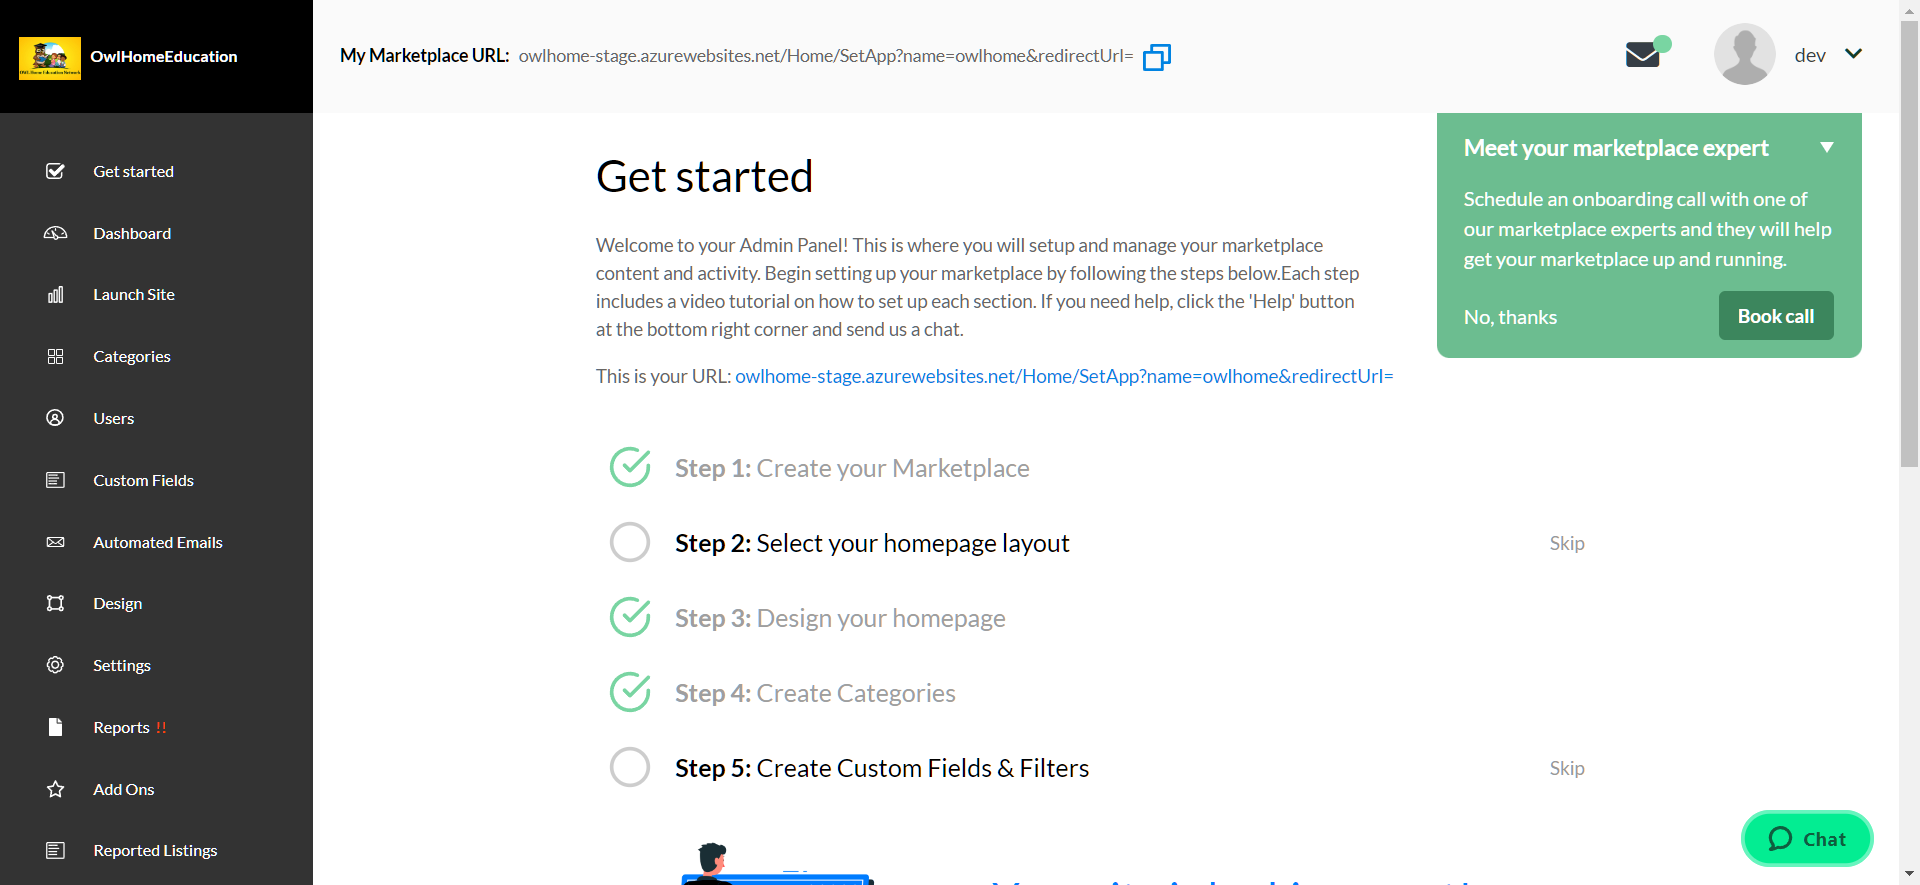 OwlHomeEducation
My Marketplace URL: owlhome-stage.azurewebsites.net/Home/SetApp?name=owlhome&redirectUrl=
dev
Get started
Dashboard
Launch Site
Categories
Users
Custom Fields
Automated Emails
Design
Settings
Reports !!
Add Ons
Reported Listings
Get started
Welcome to your Admin Panel! This is where you will setup and manage your marketplace
content and activity. Begin setting up your marketplace by following the steps below.Each step
includes a video tutorial on how to set up each section. If you need help, click the 'Help' button
at the bottom right corner and send us a chat.
This is your URL: owlhome-stage.azurewebsites.net/Home/SetApp?name=owlhome&redirectUrl=
Meet your marketplace expert
Schedule an onboarding call with one of
our marketplace experts and they will help
get your marketplace up and running.
No, thanks
Book call
Step 1: Create your Marketplace
Step 2: Select your homepage layout
Skip
Step 3: Design your homepage
Step 4: Create Categories
Step 5: Create Custom Fields & Filters
Skip
Chat